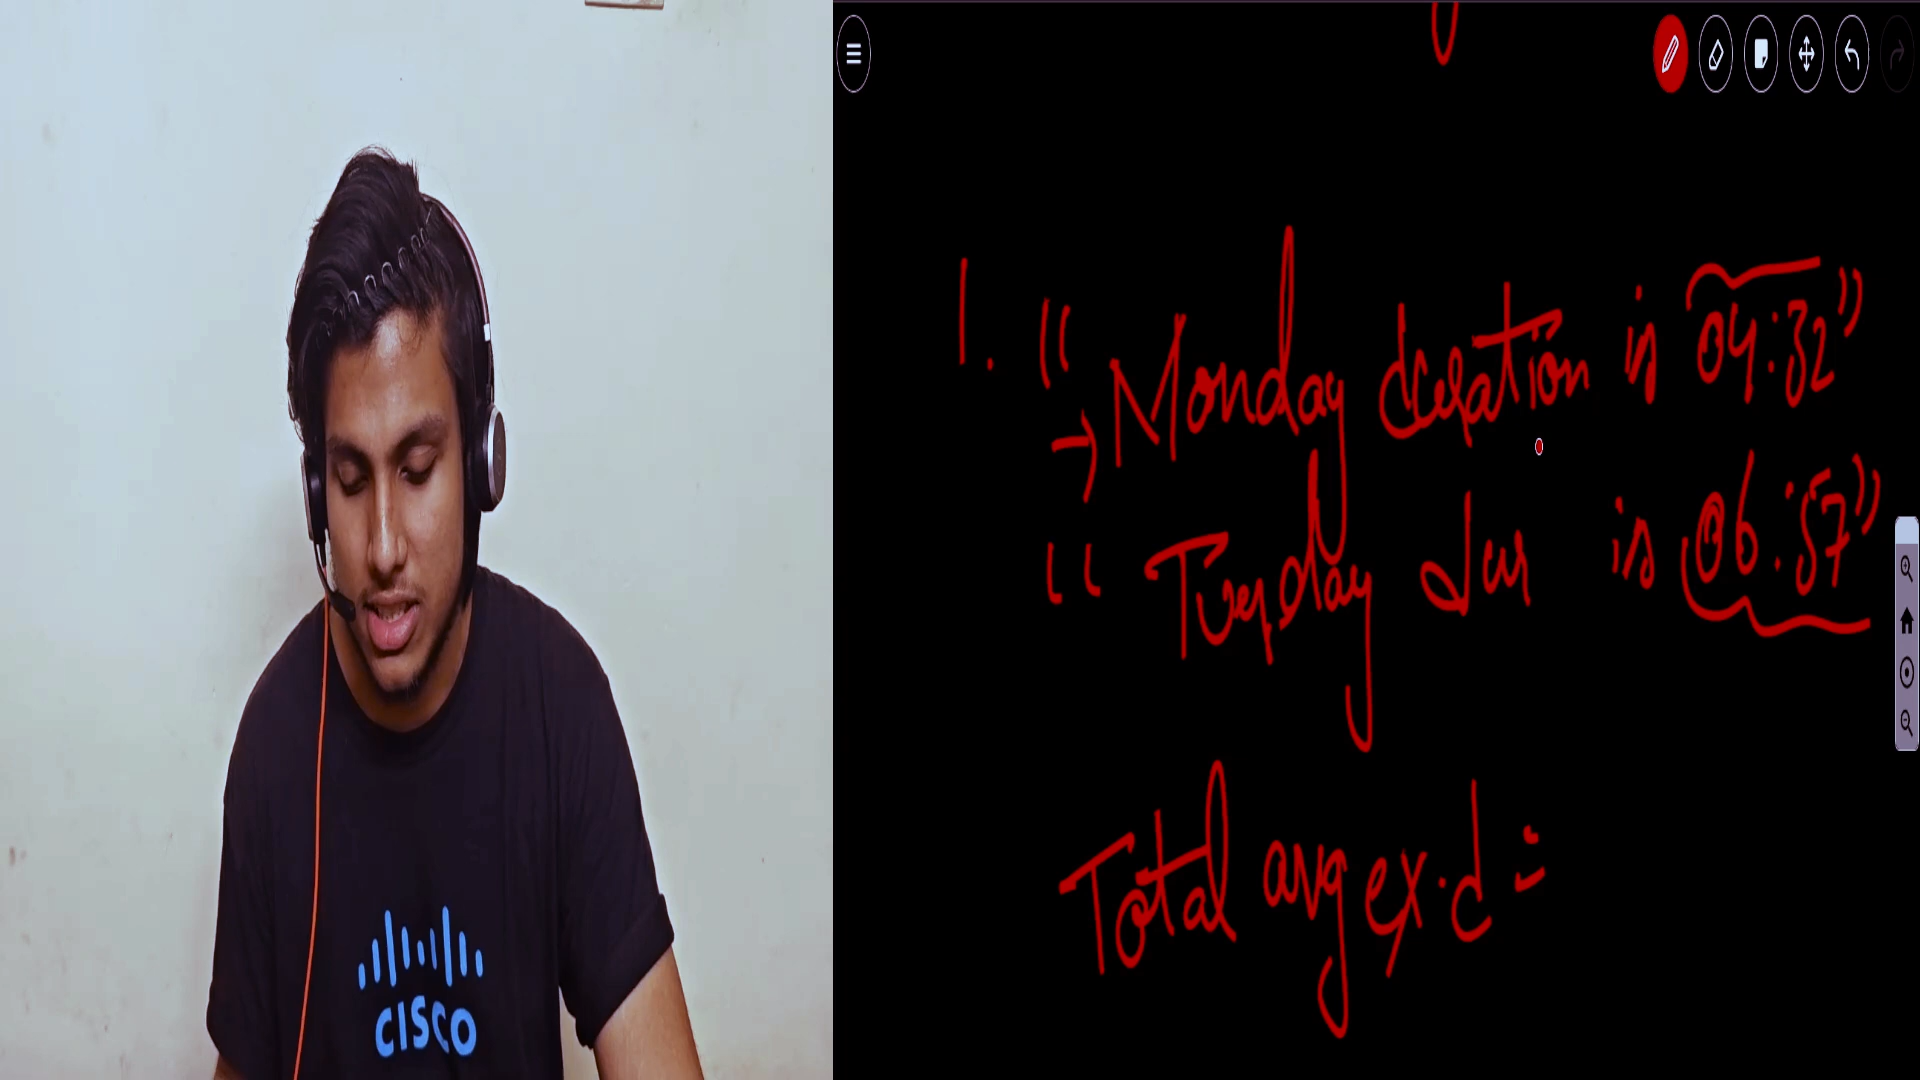 CISCO
1. " Monday duration is 04:32"
" Tuesday dur is 06:57"
Total avg ex.d =